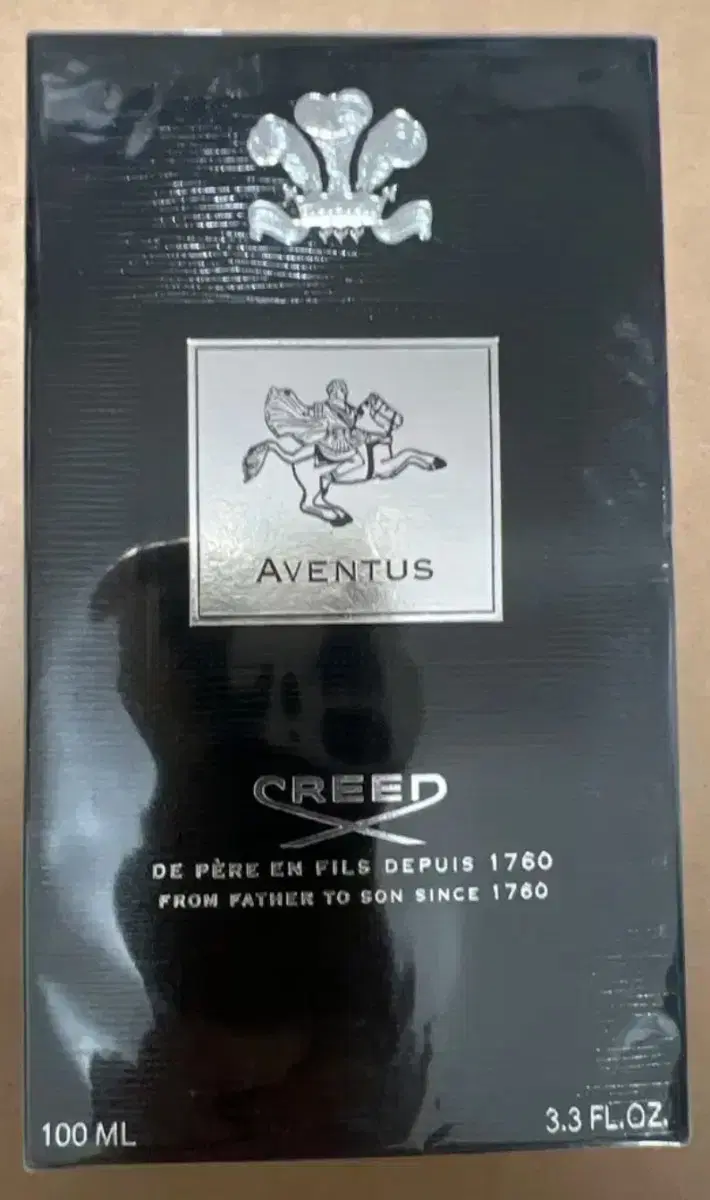 AVENTUS
CREED
DE PÈRE EN FILS DEPUIS 1760
FROM FATHER TO SON SINCE 1760
100 ML
3.3 FL.OZ.